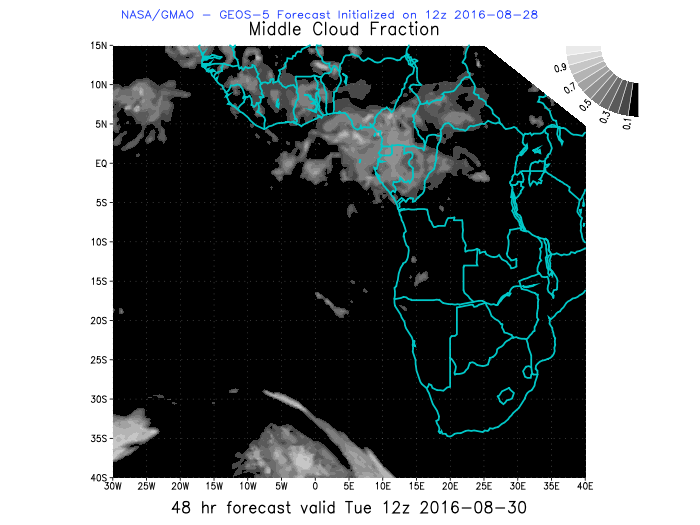 NASA/GMAO - GEOS-5 Forecast Initialized on 12z 2016-08-28
Middle Cloud Fraction
15N
10N
5N
EQ
5S
10S
15S
20S
25S
30S
35S
40S
30W 25W 20W 15W 10W 5W 0 5E 10E 15E 20E 25E 30E 35E 40E
0.9
0.7
0.5
0.3
0.1
48 hr forecast valid Tue 12z 2016-08-30